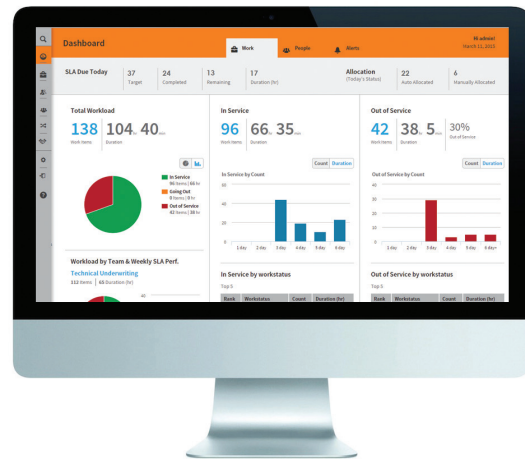 Dashboard
Work
People
Alerts
Hi admin!
March 11, 2015
SLA Due Today
37
Target
24
Completed
13
Remaining
17
Duration (hr)
Allocation
(Today's Status)
22
Auto Allocated
6
Manually Allocated
Total Workload
138
Work Items
104 40
Duration
In Service
96 Items | 66 hr
Going Out
0 Items | 0 hr
Out of Service
42 Items | 38 hr
Workload by Team & Weekly SLA Perf.
Technical Underwriting
112 Items | 65 Duration (hr)
40
In Service
96
Work Items
66 35
Duration
Count Duration
In Service by Count
60
40
20
0
1 day 2 day 3 day 4 day 5 day 6 day
In Service by workstatus
Top 5
Rank Workstatus Count Duration (hr)
Out of Service
42
Work Items
38 5
Duration
30%
Out of Service
Count Duration
Out of Service by Count
40
30
20
10
0
1 day 2 day 3 day 4 day 5 day 6 day+
Out of Service by workstatus
Top 5
Rank Workstatus Count Duration (hr)